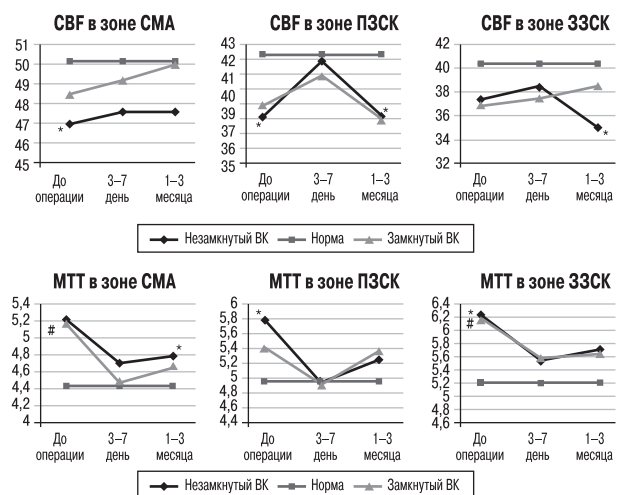 CBF в зоне СМА
51
50
49
48
47
46
45
*
До операции
3–7 день
1–3 месяца
CBF в зоне ПЗСК
43
42
41
40
39
38
37
36
35
*
*
До операции
3–7 день
1–3 месяца
CBF в зоне ЗЗСК
42
40
38
36
34
32
*
До операции
3–7 день
1–3 месяца
Незамкнутый ВК
Норма
Замкнутый ВК
МТТ в зоне СМА
5,4
5,2
5
4,8
4,6
4,4
4,2
4
#
*
До операции
3–7 день
1–3 месяца
МТТ в зоне ПЗСК
6
5,8
5,6
5,4
5,2
5
4,8
4,6
4,4
*
До операции
3–7 день
1–3 месяца
МТТ в зоне ЗЗСК
6,4
6,2
6
5,8
5,6
5,4
5,2
5
4,8
4,6
*
#
До операции
3–7 день
1–3 месяца
Незамкнутый ВК
Норма
Замкнутый ВК